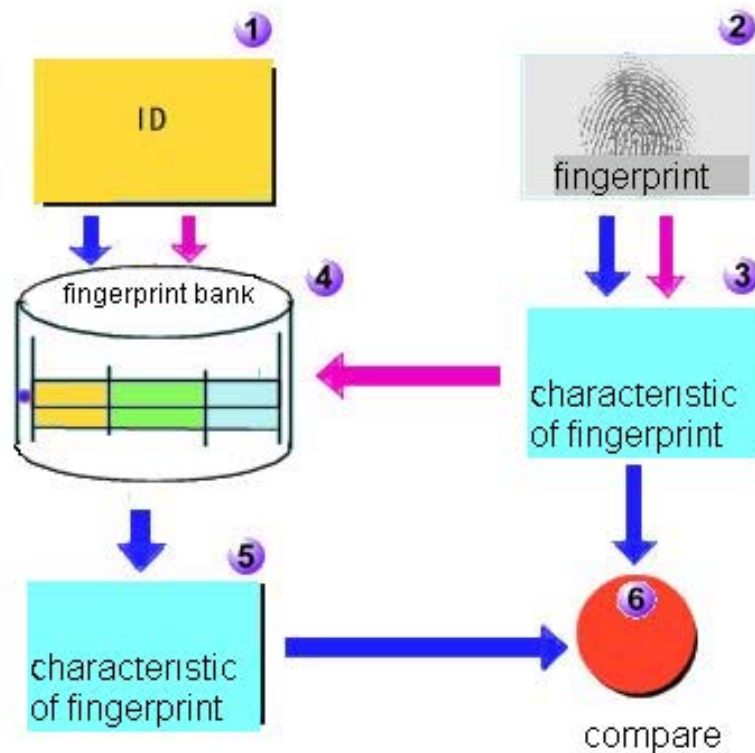 1
2
ID
fingerprint
fingerprint bank
4
3
characteristic
of fingerprint
5
characteristic
of fingerprint
6
compare